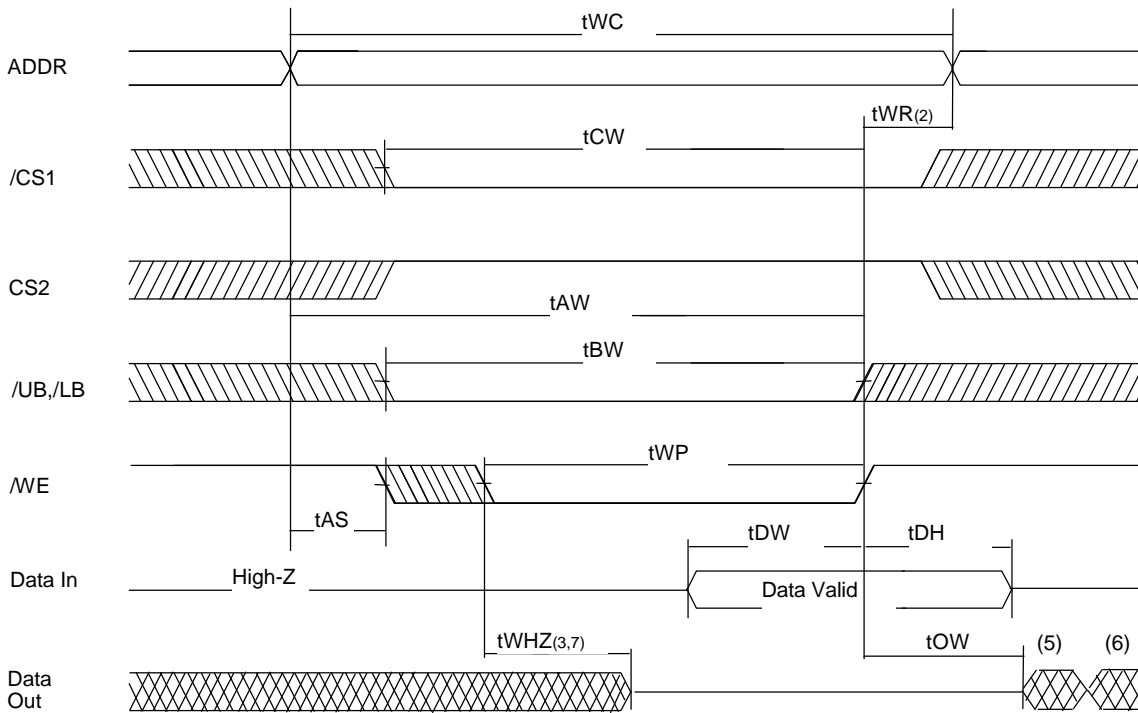 tWC
ADDR
tWR(2)
tCW
/CS1
CS2
tAW
tBW
/UB,/LB
tWP
/WE
tAS
tDW tDH
Data In High-Z Data Valid
tWHZ(3,7) tOW (5) (6)
Data
Out